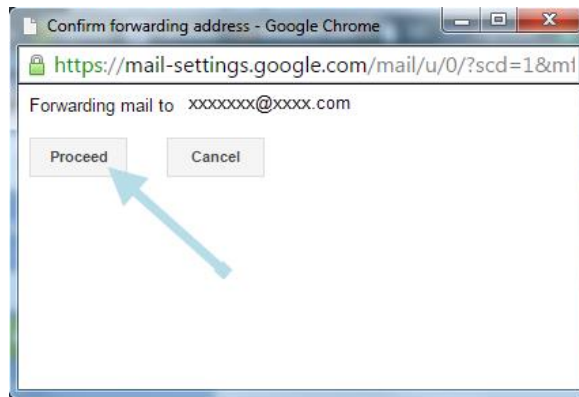 Confirm forwarding address - Google Chrome
https://mail-settings.google.com/mail/u/0/?scd=1&mf
Forwarding mail to xxxxxxx@xxxx.com
Proceed Cancel